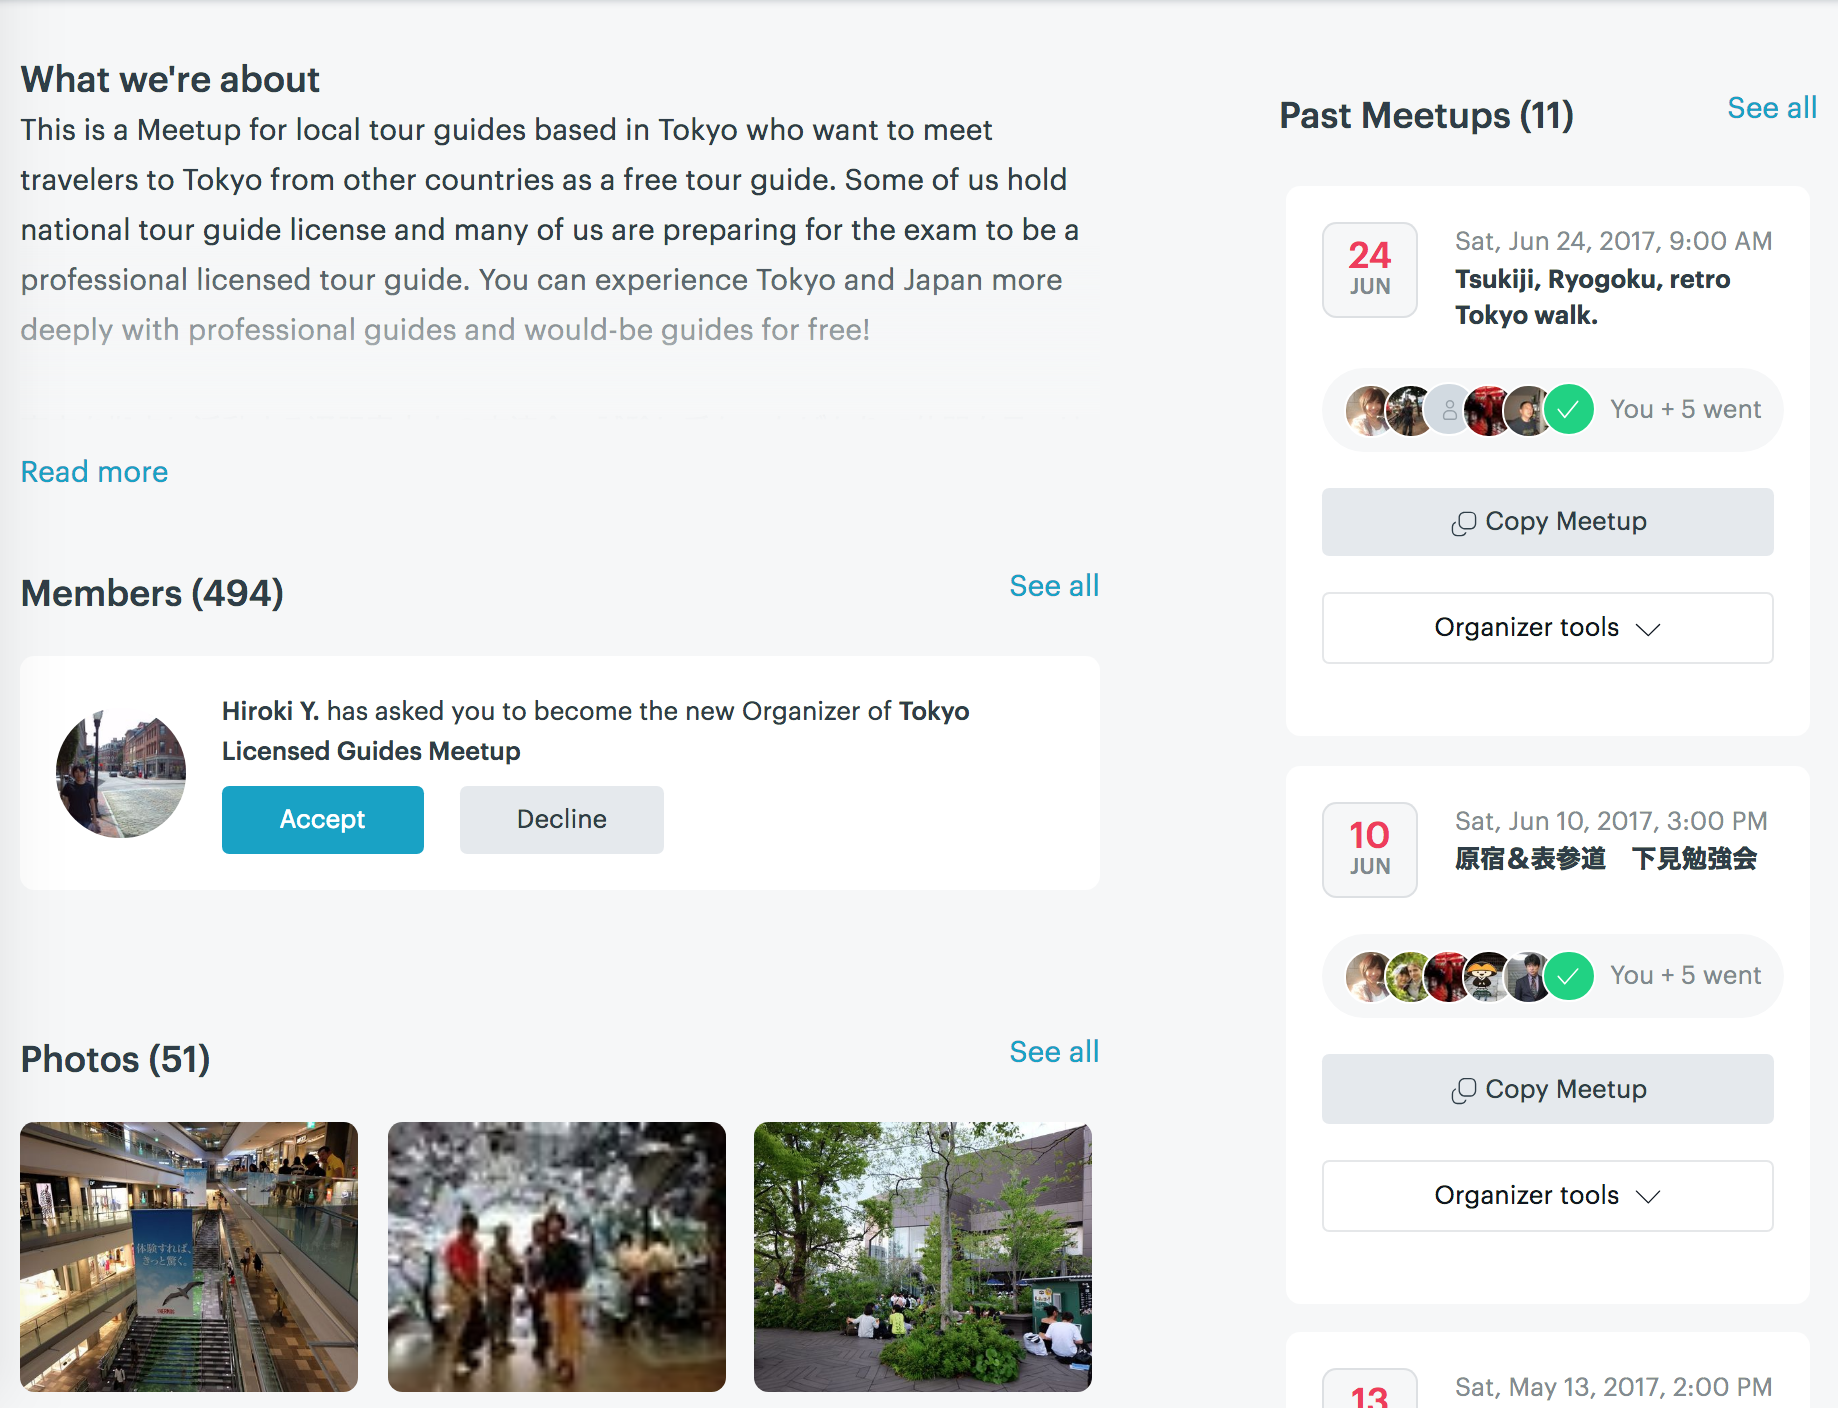 What we're about
This is a Meetup for local tour guides based in Tokyo who want to meet
travelers to Tokyo from other countries as a free tour guide. Some of us hold
national tour guide license and many of us are preparing for the exam to be a
professional licensed tour guide. You can experience Tokyo and Japan more
deeply with professional guides and would-be guides for free!
Read more
Members (494)
See all
Hiroki Y. has asked you to become the new Organizer of Tokyo
Licensed Guides Meetup
Accept
Decline
Photos (51)
See all
体験すれば、
きっと驚く。
Past Meetups (11)
See all
24
JUN
Sat, Jun 24, 2017, 9:00 AM
Tsukiji, Ryogoku, retro
Tokyo walk.
You + 5 went
Copy Meetup
Organizer tools
10
JUN
Sat, Jun 10, 2017, 3:00 PM
原宿＆表参道　下見勉強会
You + 5 went
Copy Meetup
Organizer tools
13
Sat, May 13, 2017, 2:00 PM